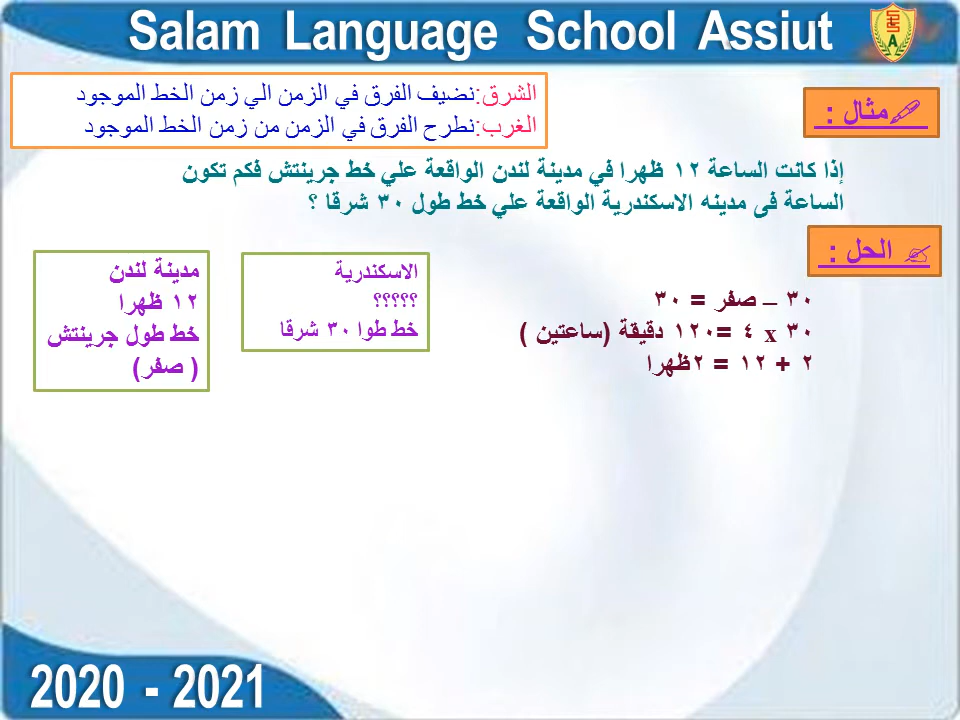 Salam Language School Assiut
الشرق:نضيف الفرق في الزمن الي زمن الخط الموجود
الغرب:نطرح الفرق في الزمن من زمن الخط الموجود
مثال :
إذا كانت الساعة ١٢ ظهرا في مدينة لندن الواقعة علي خط جرينتش فكم تكون
الساعة فى مدينه الاسكندرية الواقعة علي خط طول ٣٠ شرقا ؟
الحل :
٣٠ – صفر = ٣٠
٣٠ x ٤ =١٢٠ دقيقة (ساعتين )
٢ + ١٢ = ٢ظهرا
الاسكندرية
؟؟؟؟؟
خط طوا ٣٠ شرقا
مدينة لندن
١٢ ظهرا
خط طول جرينتش
( صفر)
2020 - 2021